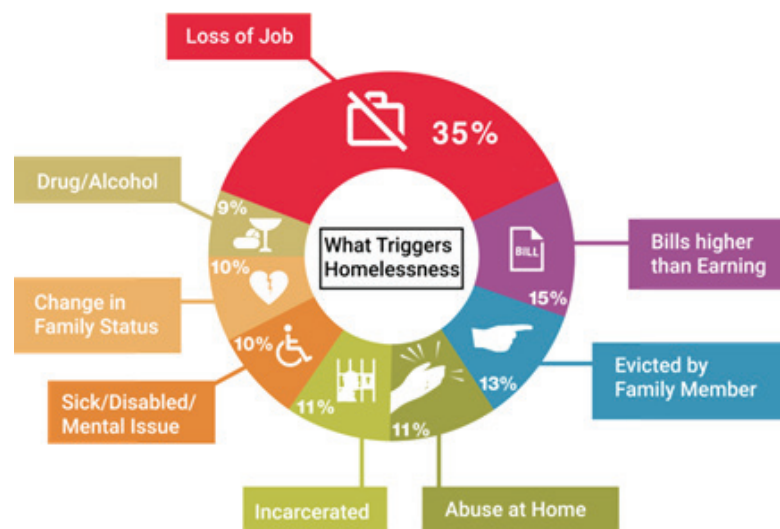 Loss of Job
35%
Drug/Alcohol
9%
What Triggers
Homelessness
BILL
Bills higher
than Earning
15%
10%
Change in
Family Status
10%
Sick/Disabled/
Mental Issue
Evicted by
Family Member
13%
11%
11%
Incarcerated
Abuse at Home